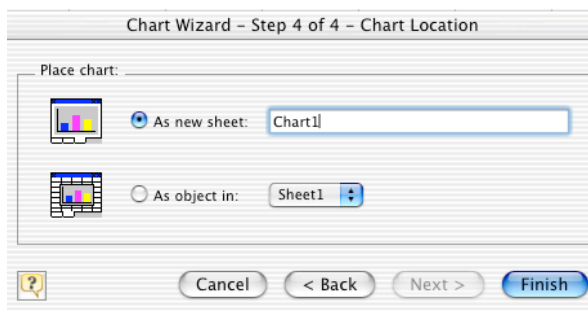 Chart Wizard – Step 4 of 4 – Chart Location
Place chart:
As new sheet: Chart1
As object in: Sheet1
? Cancel < Back Next > Finish